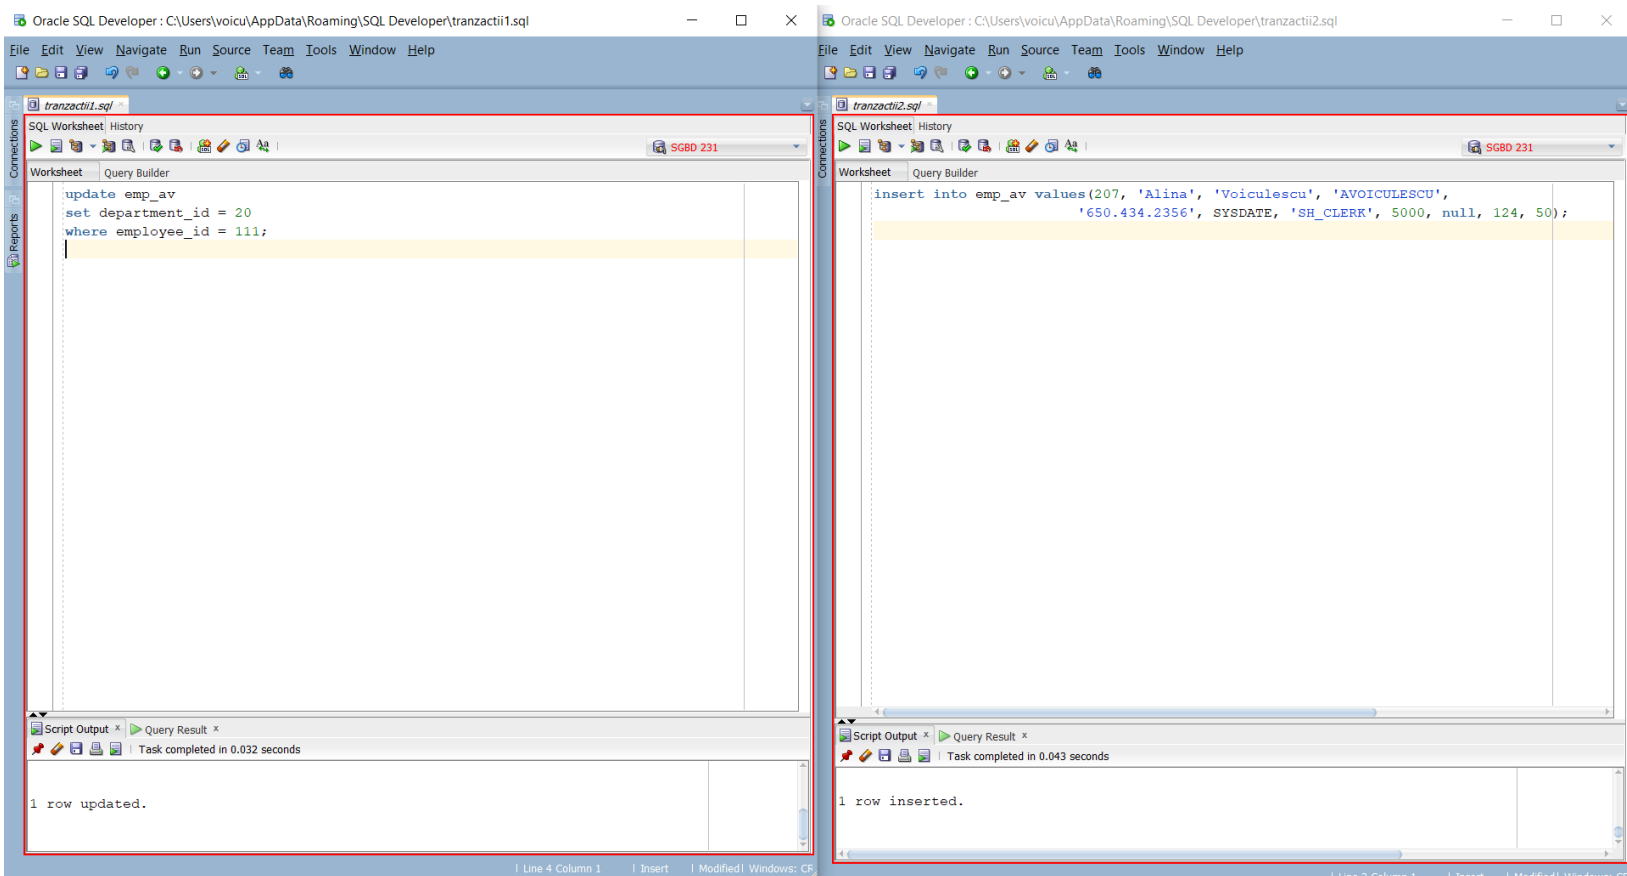 Oracle SQL Developer : C:\Users\voicu\AppData\Roaming\SQL Developer\tranzactii1.sql
File Edit View Navigate Run Source Team Tools Window Help
tranzactii1.sql
Connections
Reports
SQL Worksheet History
SGBD 231
Worksheet Query Builder
update emp_av
set department_id = 20
where employee_id = 111;
Script Output Query Result
Task completed in 0.032 seconds
1 row updated.
Line 4 Column 1 Insert Modified Windows: CR
Oracle SQL Developer : C:\Users\voicu\AppData\Roaming\SQL Developer\tranzactii2.sql
File Edit View Navigate Run Source Team Tools Window Help
tranzactii2.sql
Connections
SQL Worksheet History
SGBD 231
Worksheet Query Builder
insert into emp_av values(207, 'Alina', 'Voiculescu', 'AVOICULESCU',
'650.434.2356', SYSDATE, 'SH_CLERK', 5000, null, 124, 50);
Script Output Query Result
Task completed in 0.043 seconds
1 row inserted.